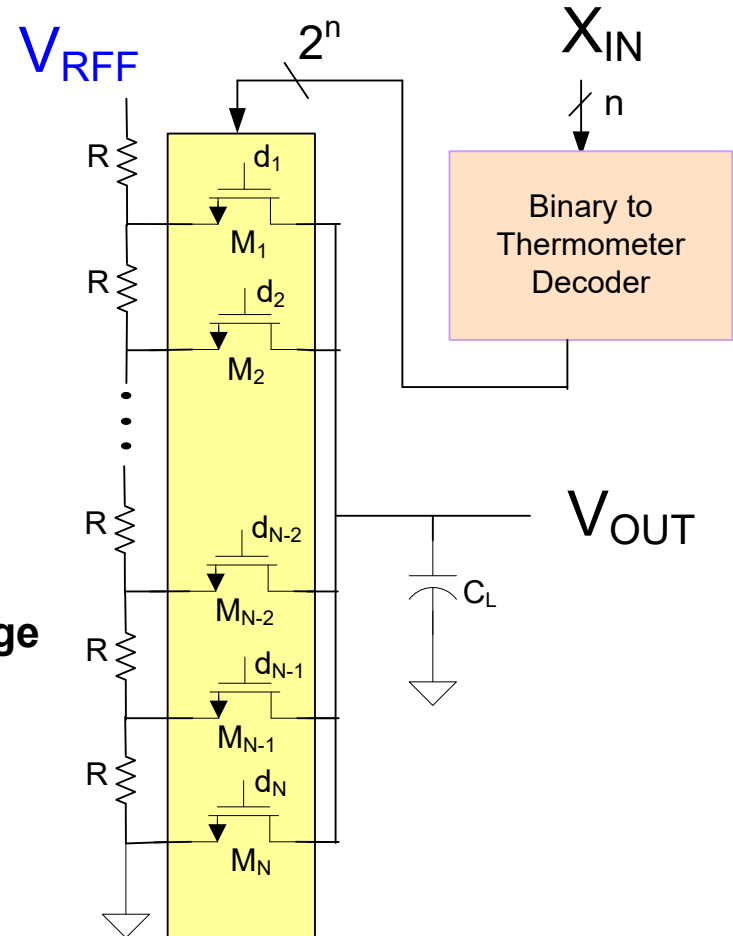 V_RFF
2^n
X_IN
n
R
d_1
M_1
Binary to
Thermometer
Decoder
R
d_2
M_2
R
d_N-2
M_N-2
V_OUT
C_L
ge
R
d_N-1
M_N-1
R
d_N
M_N